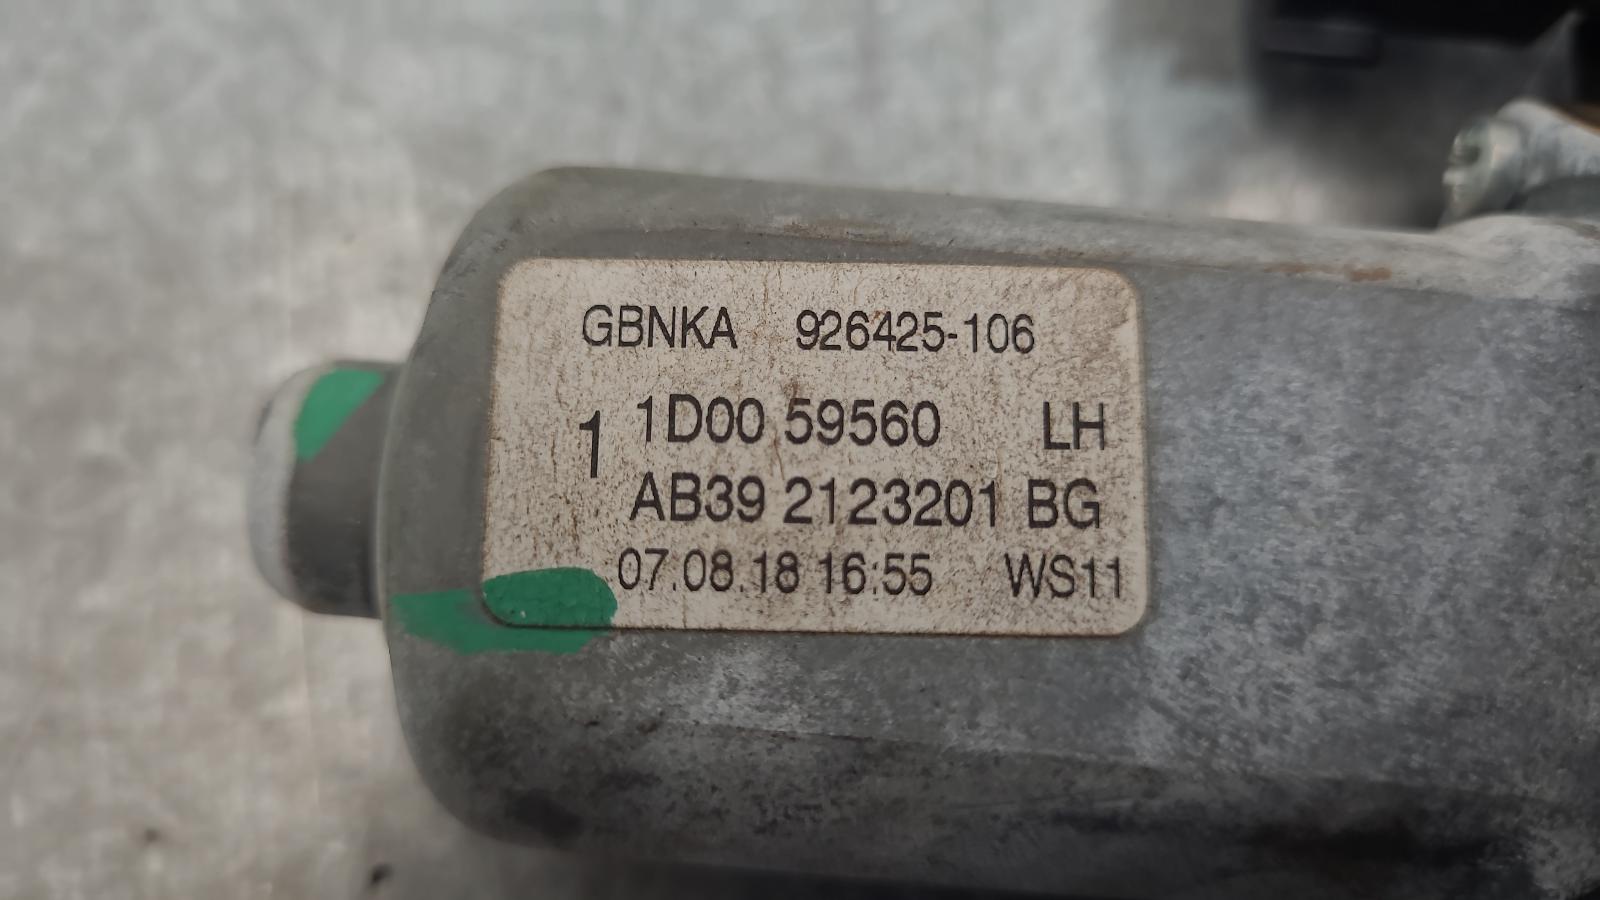 GBNKA 926425-106
1 1D00 59560 LH
AB39 2123201 BG
07.08.18 16:55 WS11